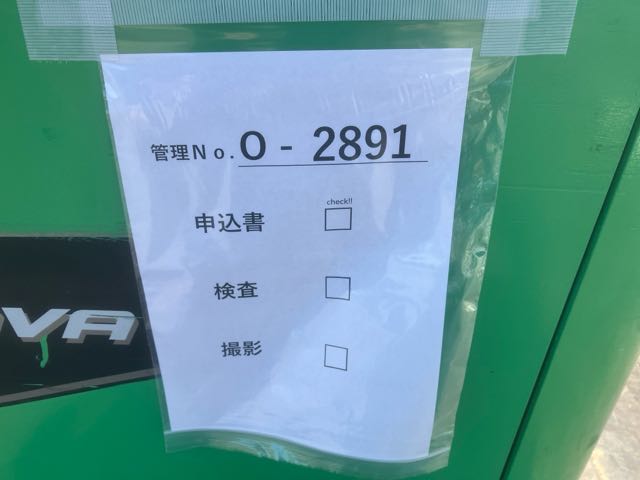 管理No.O - 2891
check!!
申込書 □
検査 □
撮影 □
VA